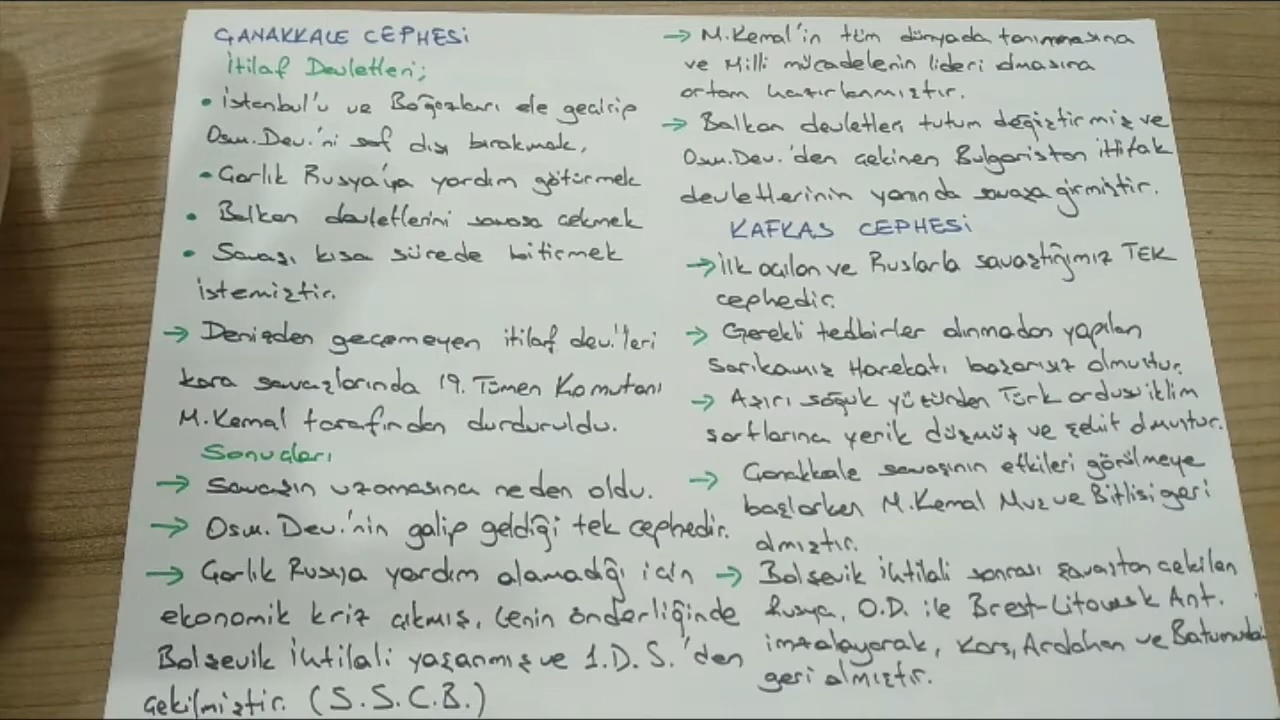 ÇANAKKALE CEPHESİ
İtilaf Devletleri;
• İstanbul'u ve Boğazları ele geçirip
Osm. Dev.'ni saf dışı bırakmak,
• Çarlık Rusya'ya yardım götürmek
• Balkan devletlerini savaşa çekmek
• Savaşı kısa sürede bitirmek
istemiştir.
→ Denizden geçemeyen itilaf dev.'leri
kara savaşlarında 19. Tümen Komutanı
M. Kemal tarafından durduruldu.
Sonuçları
→ Savaşın uzamasına neden oldu.
→ Osm. Dev.'nin galip geldiği tek cephedir.
→ Çarlık Rusya yardım alamadığı için
ekonomik kriz çıkmış, Lenin önderliğinde
Bolşevik İhtilali yaşanmış ve 1.D.S.'den
çekilmiştir. (S.S.C.B.)
→ M.Kemal'in tüm dünyada tanınmasına
ve Milli mücadelenin lideri olmasına
ortam hazırlanmıştır.
→ Balkan devletleri tutum değiştirmiş ve
Osm.Dev.'den çekinen Bulgaristan ittifak
devletlerinin yanında savaşa girmiştir.
KAFKAS CEPHESİ
→ İlk açılan ve Ruslarla savaştığımız TEK
cephedir.
→ Gerekli tedbirler alınmadan yapılan
Sarıkamış Harekatı başarısız olmuştur.
→ Aşırı soğuk yüzünden Türk ordusu iklim
şartlarına yenik düşmüş ve şehit olmuştur.
→ Çanakkale savaşının etkileri görülmeye
başlarken M.Kemal Muş ve Bitlisi geri
almıştır.
→ Bolşevik İhtilali sonrası savaştan çekilen
Rusya, O.D. ile Brest-Litowsk Ant.
imzalayarak, Kars, Ardahan ve Batumuda
geri almıştır.